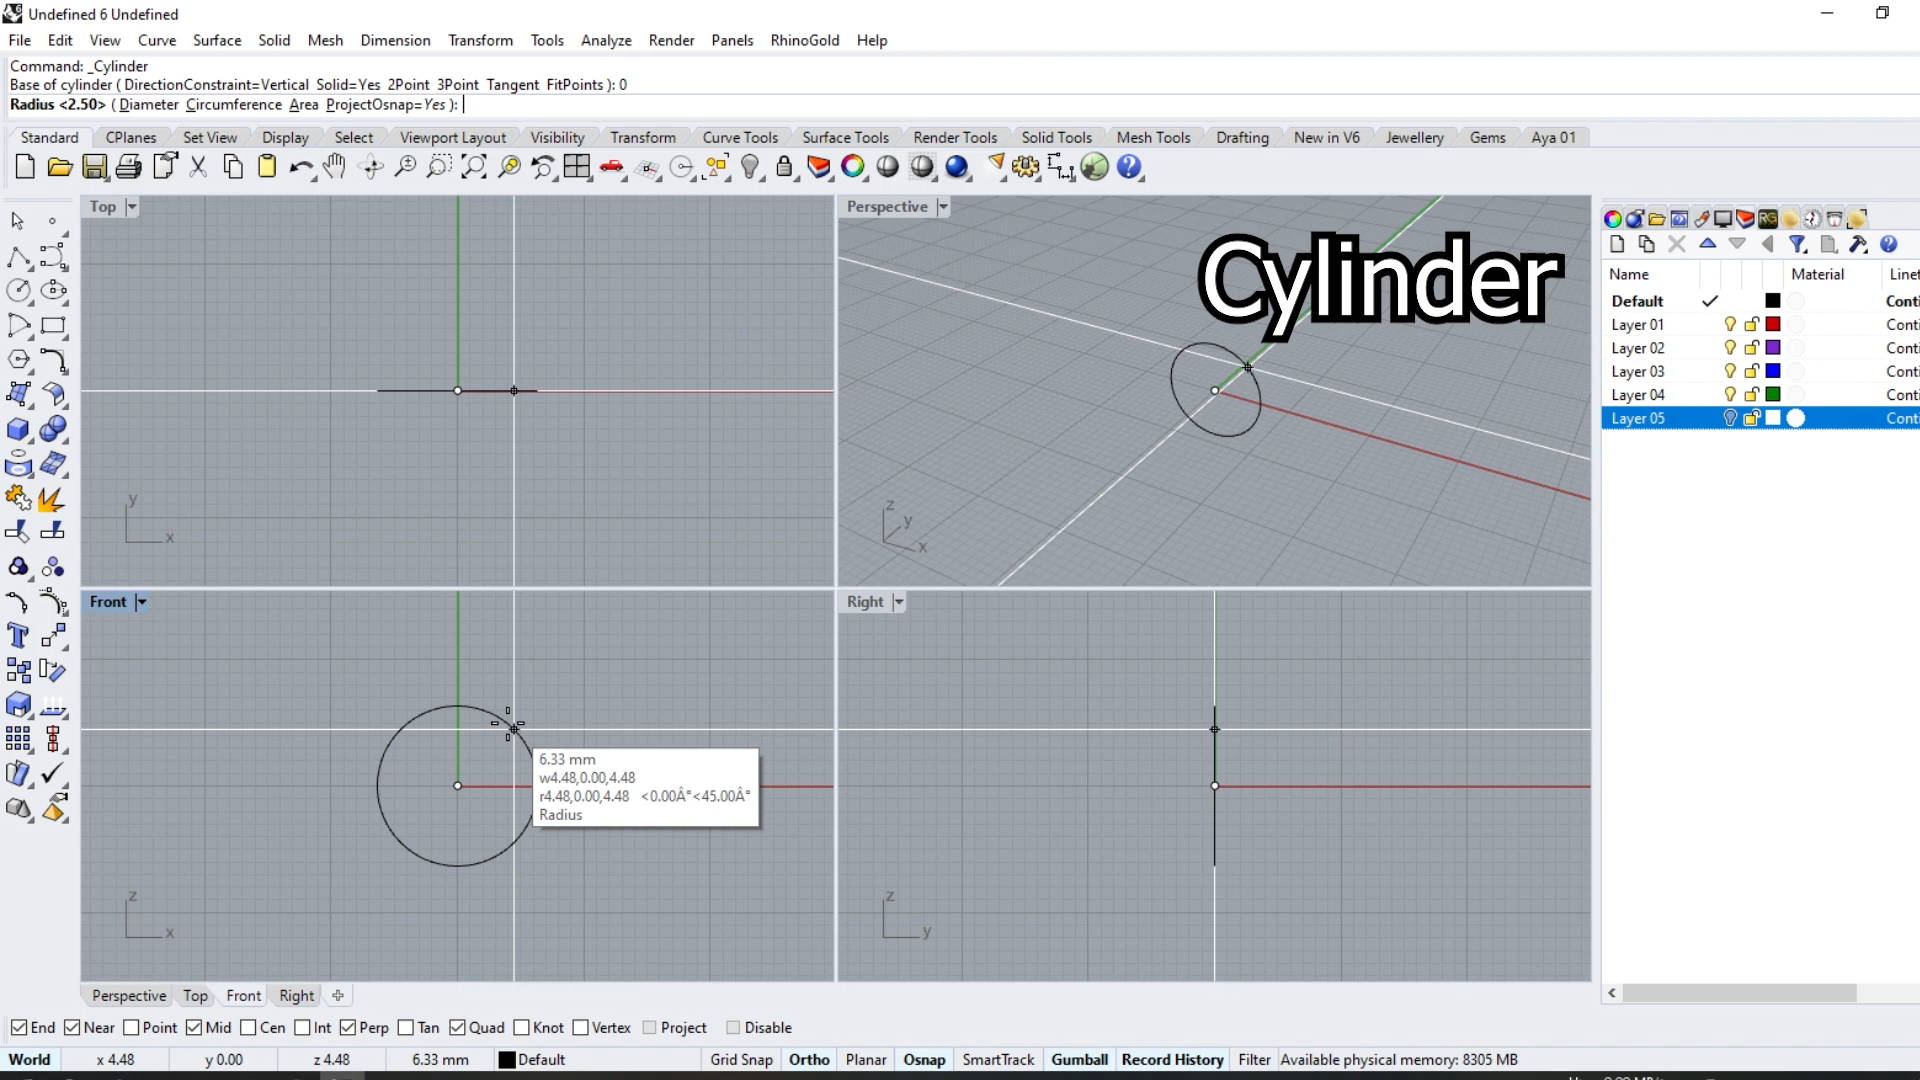 Undefined 6 Undefined
File Edit View Curve Surface Solid Mesh Dimension Transform Tools Analyze Render Panels RhinoGold Help
Command: _Cylinder
Base of cylinder ( DirectionConstraint=Vertical Solid=Yes 2Point 3Point Tangent FitPoints ): 0
Radius <2.50> ( Diameter Circumference Area ProjectOsnap=Yes ):
Standard CPlanes Set View Display Select Viewport Layout Visibility Transform Curve Tools Surface Tools Render Tools Solid Tools Mesh Tools Drafting New in V6 Jewellery Gems Aya 01
Top
Perspective
Cylinder
y
x
z
y
x
Front
Right
6.33 mm
w4.48,0.00,4.48
r4.48,0.00,4.48 <0.00Â°<45.00Â°
Radius
z
x
z
y
RG
Name Material Linet
Default Conti
Layer 01 Conti
Layer 02 Conti
Layer 03 Conti
Layer 04 Conti
Layer 05 Conti
Perspective Top Front Right
End Near Point Mid Cen Int Perp Tan Quad Knot Vertex Project Disable
World x 4.48 y 0.00 z 4.48 6.33 mm Default Grid Snap Ortho Planar Osnap SmartTrack Gumball Record History Filter Available physical memory: 8305 MB